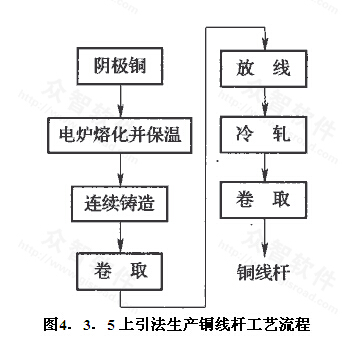 阴极铜
电炉熔化并保温
连续铸造
卷 取
放 线
冷 轧
卷 取
铜线杆
图4．3．5上引法生产铜线杆工艺流程